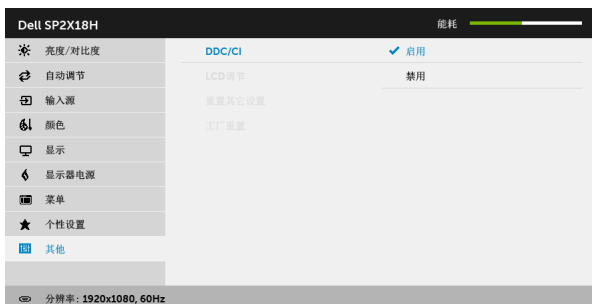 Dell SP2X18H 能耗
亮度/对比度 DDC/CI 启用
自动调节 LCD调节 禁用
输入源 重置其它设置
颜色 工厂重置
显示
显示器电源
菜单
个性设置
其他
分辨率: 1920x1080, 60Hz